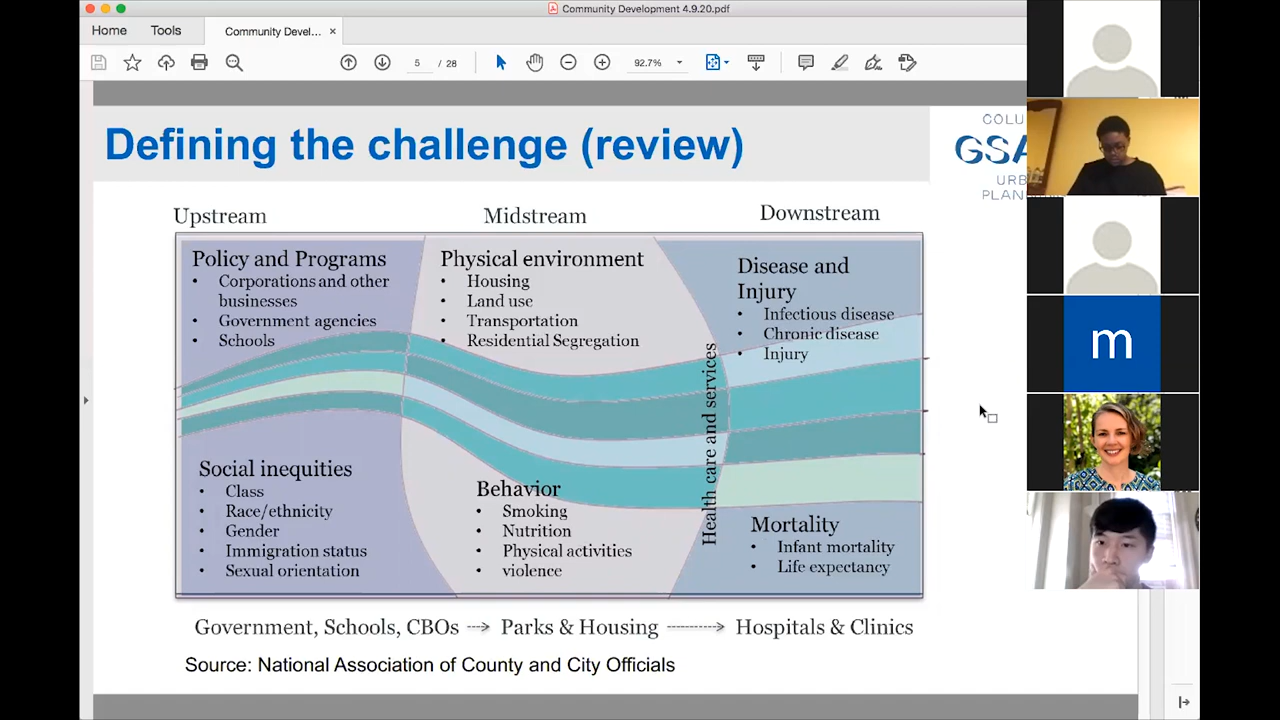 Community Development 4.9.20.pdf
Home
Tools
Community Devel...
5 / 28
92.7%
Defining the challenge (review)
COLU
GSA
URB
PLAN
Upstream
Midstream
Downstream
Policy and Programs
• Corporations and other
businesses
• Government agencies
• Schools
Physical environment
• Housing
• Land use
• Transportation
• Residential Segregation
Disease and
Injury
• Infectious disease
• Chronic disease
• Injury
Health care and services
Social inequities
• Class
• Race/ethnicity
• Gender
• Immigration status
• Sexual orientation
Behavior
• Smoking
• Nutrition
• Physical activities
• violence
Mortality
• Infant mortality
• Life expectancy
Government, Schools, CBOs --> Parks & Housing --------> Hospitals & Clinics
Source: National Association of County and City Officials
m